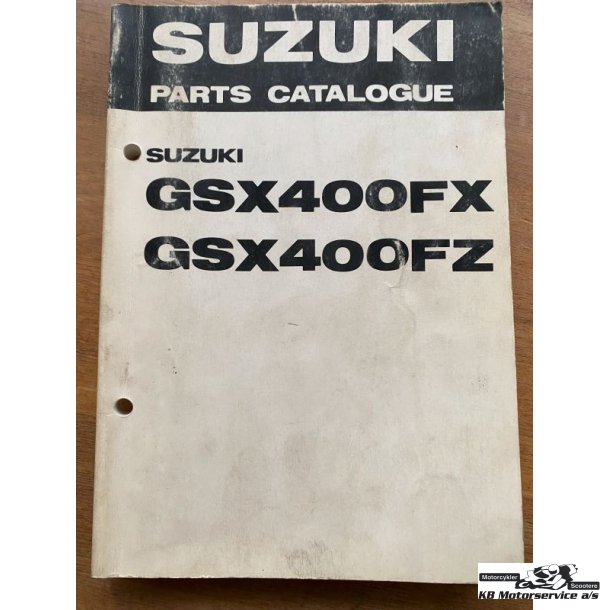 SUZUKI
PARTS CATALOGUE
SUZUKI
GSX400FX
GSX400FZ
Motorcykler
Scootere
KB Motorservice a/s